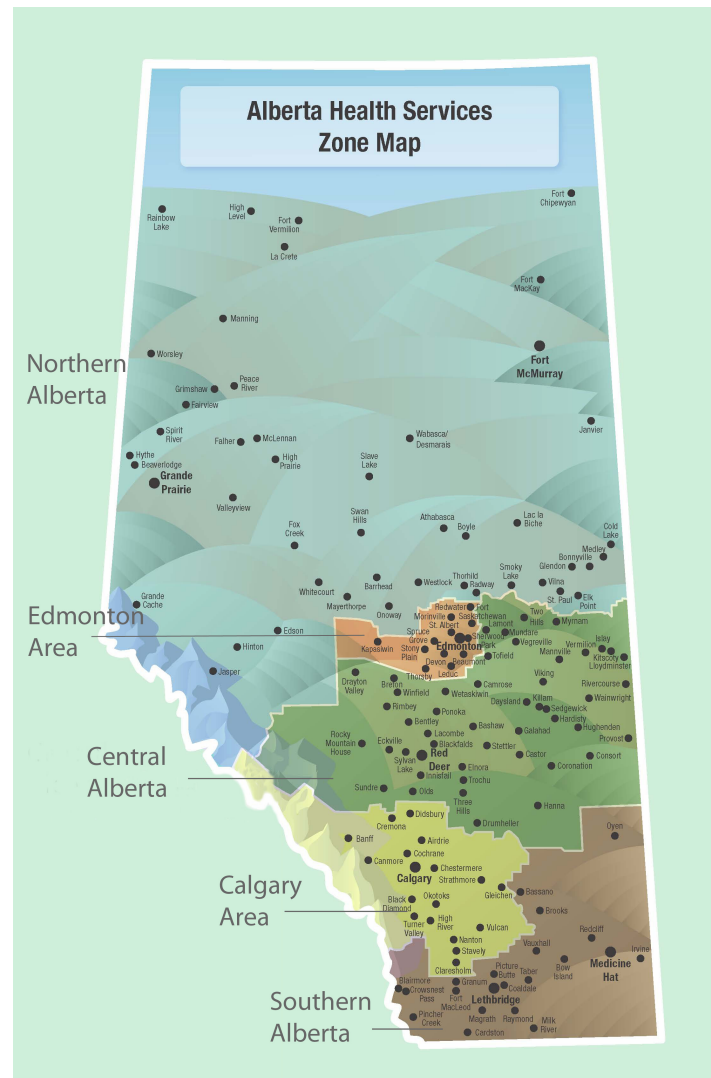 Alberta Health Services
Zone Map
Fort
Chipewyan
Rainbow
Lake
High
Level
Fort
Vermilion
La Crete
Fort
MacKay
Manning
Worsley
Fort
McMurray
Northern
Alberta
Grimshaw
Peace
River
Fairview
Janvier
Spirit
River
Falher
McLennan
Wabasca/
Desmarais
Hythe
Beaverlodge
High
Prairie
Slave
Lake
Grande
Prairie
Valleyview
Fox
Creek
Swan
Hills
Athabasca
Boyle
Lac la
Biche
Cold
Lake
Medley
Bonnyville
Glendon
Whitecourt
Barrhead
Westlock
Thorhild
Radway
Smoky
Lake
Vilna
St. Paul
Elk
Point
Grande
Cache
Mayerthorpe
Onoway
Edmonton
Area
Redwater
Fort
Saskatchewan
Morinville
St. Albert
Lamont
Two
Hills
Myrnam
Edson
Hinton
Kapasiwin
Spruce
Grove
Stony
Plain
Edmonton
Sherwood
Park
Mundare
Vegreville
Tofield
Mannville
Vermilion
Islay
Kitscoty
Lloydminster
Devon
Beaumont
Leduc
Thorsby
Jasper
Drayton
Valley
Breton
Winfield
Wetaskiwin
Camrose
Viking
Rivercourse
Rimbey
Ponoka
Daysland
Killam
Sedgewick
Wainwright
Hardisty
Hughenden
Bentley
Bashaw
Galahad
Provost
Rocky
Mountain
House
Eckville
Lacombe
Blackfalds
Stettler
Castor
Consort
Coronation
Sylvan
Lake
Red
Deer
Innisfail
Elnora
Trochu
Central
Alberta
Sundre
Olds
Three
Hills
Hanna
Didsbury
Cremona
Drumheller
Oyen
Banff
Airdrie
Cochrane
Canmore
Chestermere
Calgary
Strathmore
Gleichen
Bassano
Calgary
Area
Black
Diamond
Okotoks
Brooks
Turner
Valley
High
River
Vulcan
Redcliff
Nanton
Stavely
Vauxhall
Irvine
Claresholm
Picture
Butte
Taber
Bow
Island
Medicine
Hat
Blairmore
Crowsnest
Pass
Granum
Fort
MacLeod
Coaldale
Lethbridge
Southern
Alberta
Pincher
Creek
Magrath
Raymond
Milk
River
Cardston